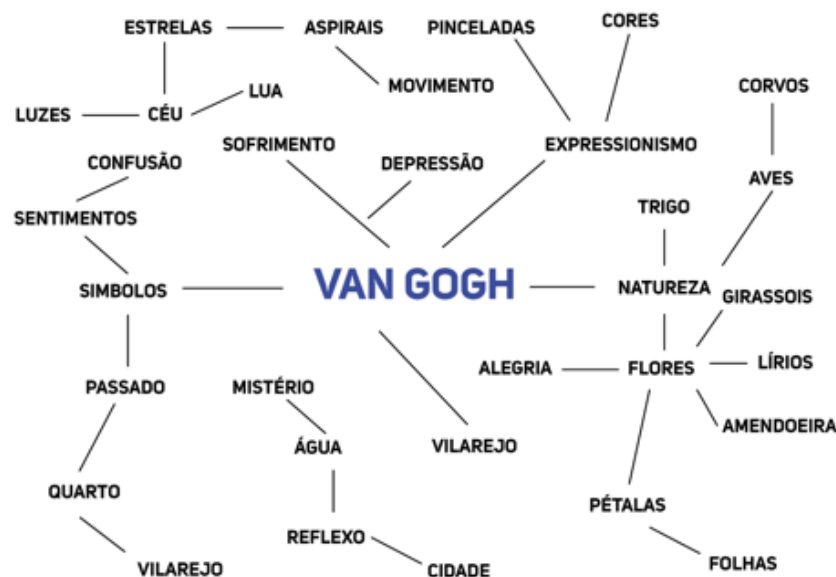 ESTRELAS
ASPIRAIS
PINCELADAS
CORES
LUZES
CÉU
LUA
MOVIMENTO
CORVOS
CONFUSÃO
SOFRIMENTO
DEPRESSÃO
EXPRESSIONISMO
AVES
SENTIMENTOS
TRIGO
SIMBOLOS
VAN GOGH
NATUREZA
GIRASSOIS
PASSADO
MISTÉRIO
ALEGRIA
FLORES
LÍRIOS
ÁGUA
VILAREJO
AMENDOEIRA
QUARTO
PÉTALAS
REFLEXO
VILAREJO
CIDADE
FOLHAS